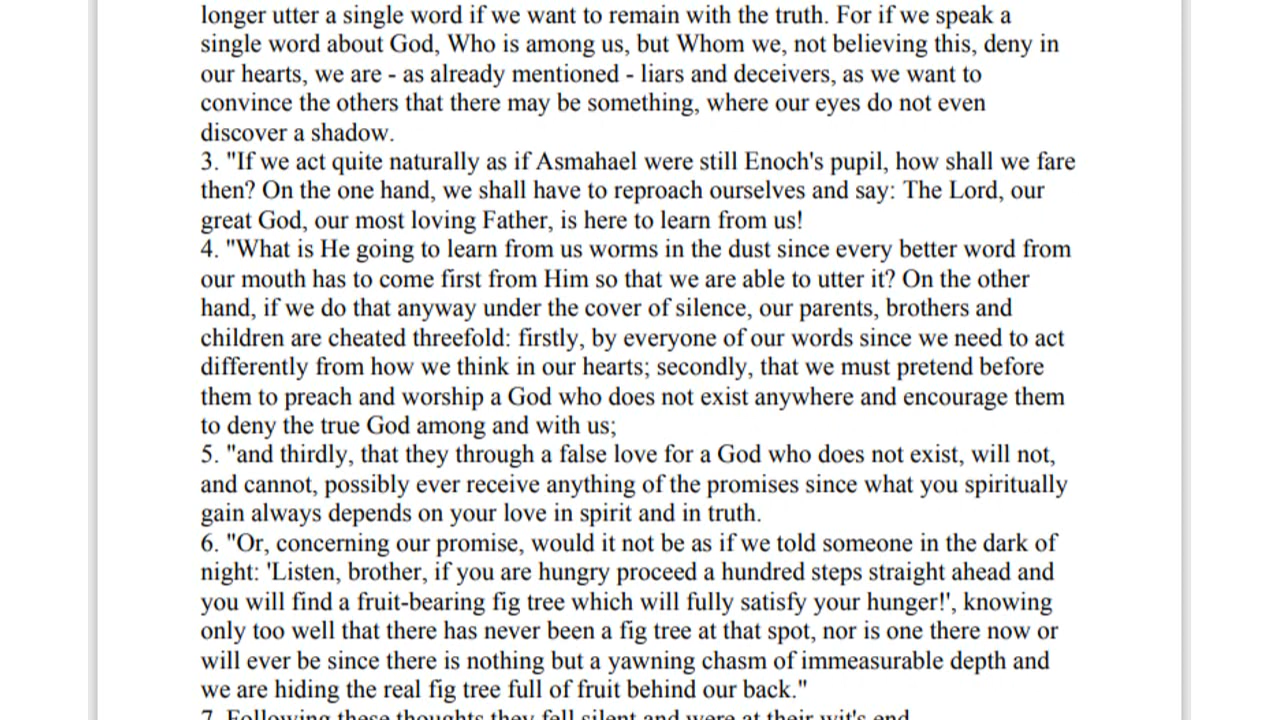 longer utter a single word if we want to remain with the truth. For if we speak a
single word about God, Who is among us, but Whom we, not believing this, deny in
our hearts, we are - as already mentioned - liars and deceivers, as we want to
convince the others that there may be something, where our eyes do not even
discover a shadow.
3. "If we act quite naturally as if Asmahael were still Enoch's pupil, how shall we fare
then? On the one hand, we shall have to reproach ourselves and say: The Lord, our
great God, our most loving Father, is here to learn from us!
4. "What is He going to learn from us worms in the dust since every better word from
our mouth has to come first from Him so that we are able to utter it? On the other
hand, if we do that anyway under the cover of silence, our parents, brothers and
children are cheated threefold: firstly, by everyone of our words since we need to act
differently from how we think in our hearts; secondly, that we must pretend before
them to preach and worship a God who does not exist anywhere and encourage them
to deny the true God among and with us;
5. "and thirdly, that they through a false love for a God who does not exist, will not,
and cannot, possibly ever receive anything of the promises since what you spiritually
gain always depends on your love in spirit and in truth.
6. "Or, concerning our promise, would it not be as if we told someone in the dark of
night: 'Listen, brother, if you are hungry proceed a hundred steps straight ahead and
you will find a fruit-bearing fig tree which will fully satisfy your hunger!', knowing
only too well that there has never been a fig tree at that spot, nor is one there now or
will ever be since there is nothing but a yawning chasm of immeasurable depth and
we are hiding the real fig tree full of fruit behind our back."
7. Following these thoughts they fell silent and were at their wit's end.